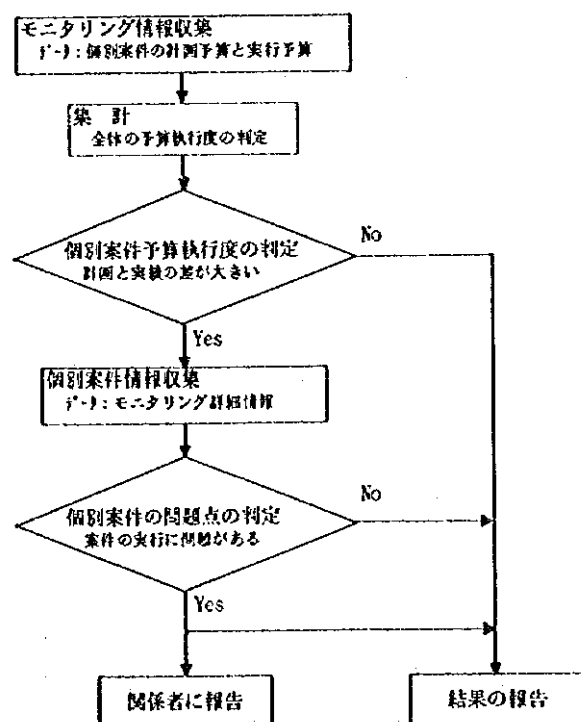 モニタリング情報収集
データ:個別案件の計画予算と実行予算
集 計
全体の予算執行度の判定
個別案件予算執行度の判定
計画と実績の差が大きい
No
Yes
個別案件情報収集
データ:モニタリング詳細情報
No
個別案件の問題点の判定
案件の実行に問題がある
Yes
関係者に報告
結果の報告